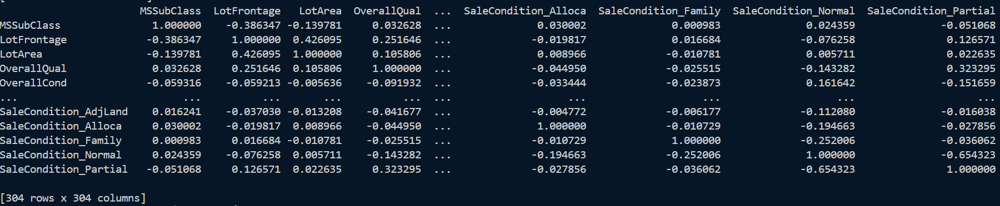 MSSubClass LotFrontage LotArea OverallQual ... SaleCondition_Alloca SaleCondition_Family SaleCondition_Normal SaleCondition_Partial
MSSubClass 1.000000 -0.386347 -0.139781 0.032628 ... 0.030002 0.000983 0.024359 -0.051068
LotFrontage -0.386347 1.000000 0.426095 0.251646 ... -0.019817 0.016684 -0.076258 0.126571
LotArea -0.139781 0.426095 1.000000 0.105806 ... 0.008966 -0.010781 0.005711 0.022635
OverallQual 0.032628 0.251646 0.105806 1.000000 ... -0.044950 -0.025515 -0.143282 0.323295
OverallCond -0.059316 -0.059213 -0.005636 -0.091932 ... -0.033444 -0.023873 0.161642 -0.151659
... ... ... ... ... ... ... ... ... ...
SaleCondition_AdjLand 0.016241 -0.037030 -0.013208 -0.041677 ... -0.004772 -0.006177 -0.112080 -0.016038
SaleCondition_Alloca 0.030002 -0.019817 0.008966 -0.044950 ... 1.000000 -0.010729 -0.194663 -0.027856
SaleCondition_Family 0.000983 0.016684 -0.010781 -0.025515 ... -0.010729 1.000000 -0.252006 -0.036062
SaleCondition_Normal 0.024359 -0.076258 0.005711 -0.143282 ... -0.194663 -0.252006 1.000000 -0.654323
SaleCondition_Partial -0.051068 0.126571 0.022635 0.323295 ... -0.027856 -0.036062 -0.654323 1.000000
[304 rows x 304 columns]